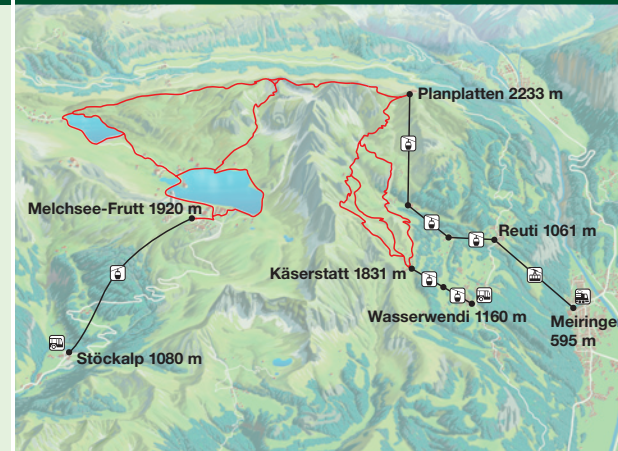 Planplatten 2233 m
Melchsee-Frutt 1920 m
Reuti 1061 m
Käserstatt 1831 m
Wasserwendi 1160 m
Meiringe
595 m
Stöckalp 1080 m